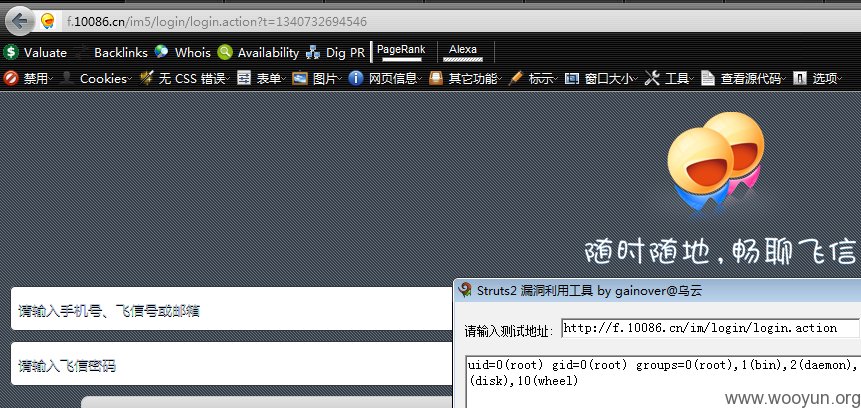 f.10086.cn/im5/login/login.action?t=1340732694546
Valuate Backlinks Whois Availability Dig PR PageRank Alexa
禁用 Cookies 无 CSS 错误 表单 图片 网页信息 其它功能 标示 窗口大小 工具 查看源代码 选项
随时随地,畅聊飞信
Struts2 漏洞利用工具 by gainover@乌云
请输入手机号、飞信号或邮箱
请输入测试地址: http://f.10086.cn/im/login/login.action
请输入飞信密码
uid=0(root) gid=0(root) groups=0(root),1(bin),2(daemon),
(disk),10(wheel)
www.wooyun.org